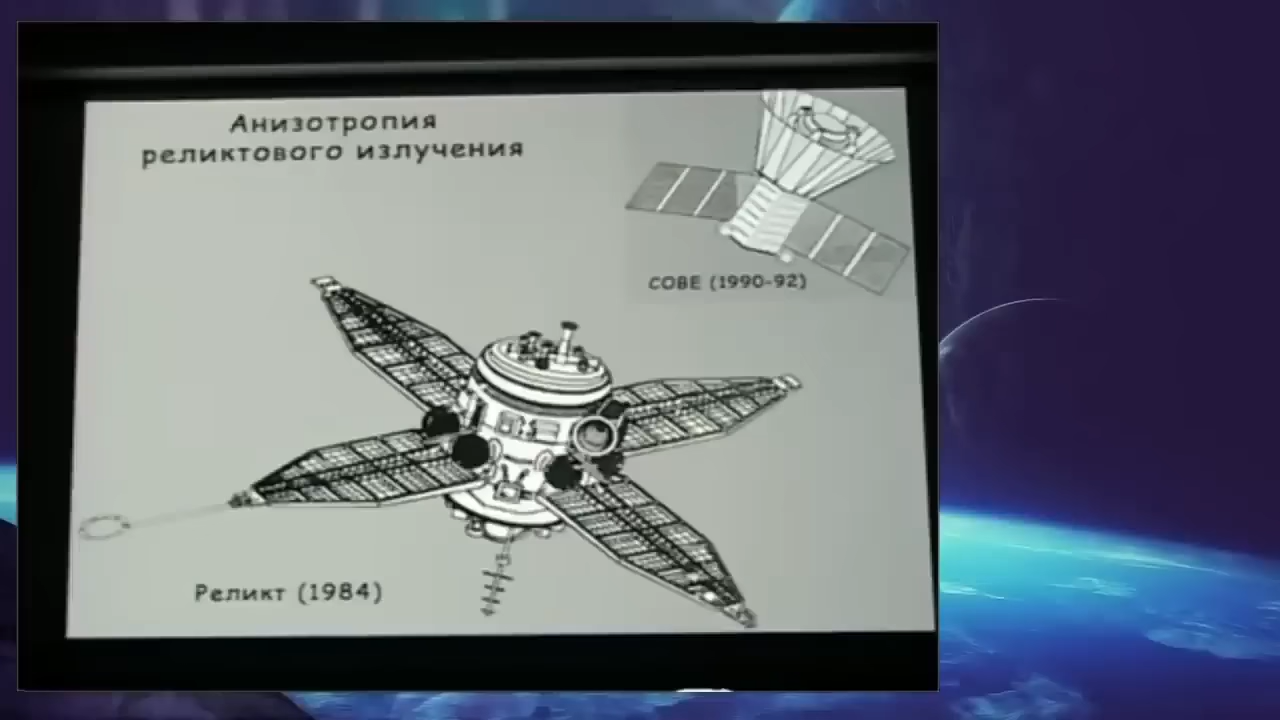 Анизотропия
реликтового излучения
COBE (1990-92)
Реликт (1984)